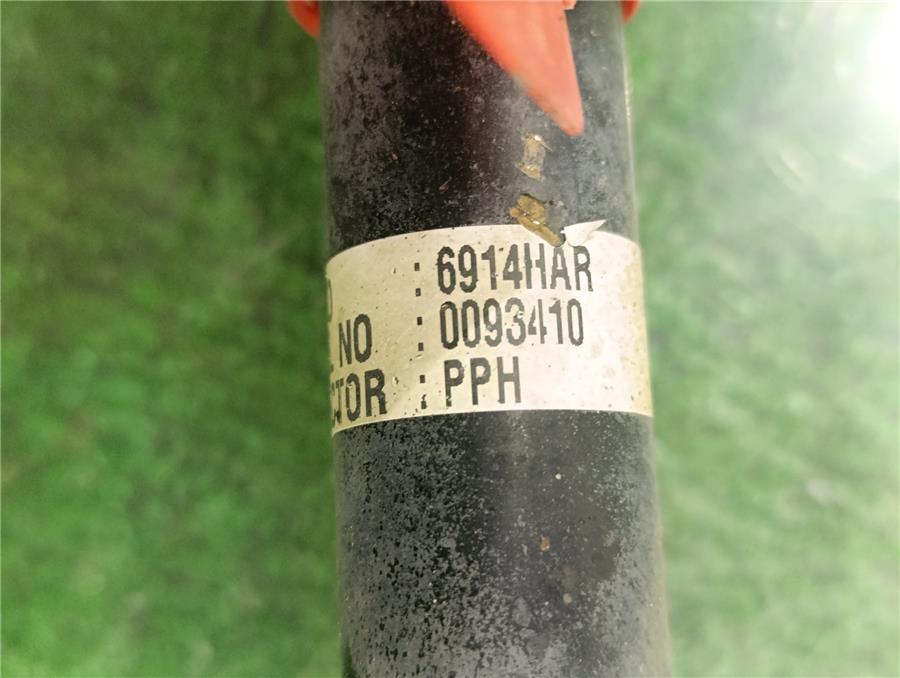 : 6914HAR
NO : 0093410
CTOR : PPH